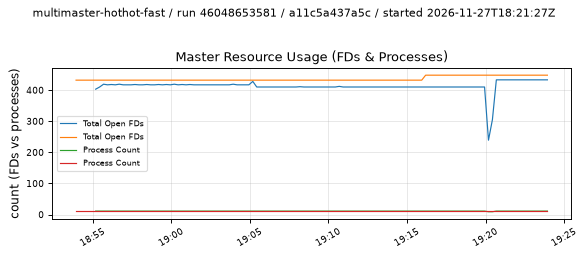 multimaster-hothot-fast / run 46048653581 / a11c5a437a5c / started 2026-11-27T18:21:27Z
Master Resource Usage (FDs & Processes)
count (FDs vs processes)
400
300
200
100
0
Total Open FDs
Total Open FDs
Process Count
Process Count
18:55
19:00
19:05
19:10
19:15
19:20
19:25